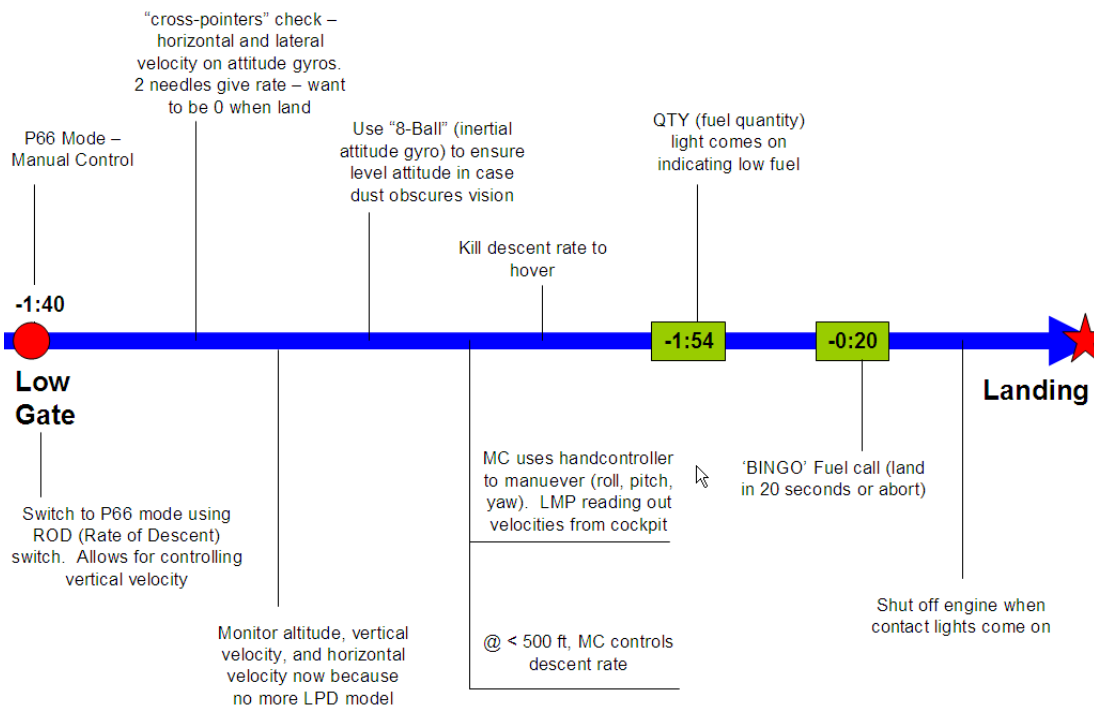 “cross-pointers” check –
horizontal and lateral
velocity on attitude gyros.
2 needles give rate – want
to be 0 when land
P66 Mode –
Manual Control
Use “8-Ball” (inertial
attitude gyro) to ensure
level attitude in case
dust obscures vision
QTY (fuel quantity)
light comes on
indicating low fuel
Kill descent rate to
hover
-1:40
-1:54
-0:20
Low
Gate
Landing
Switch to P66 mode using
ROD (Rate of Descent)
switch.  Allows for controlling
vertical velocity
Monitor altitude, vertical
velocity, and horizontal
velocity now because
no more LPD model
MC uses handcontroller
to manuever (roll, pitch,
yaw).  LMP reading out
velocities from cockpit
@ < 500 ft, MC controls
descent rate
‘BINGO’ Fuel call (land
in 20 seconds or abort)
Shut off engine when
contact lights come on